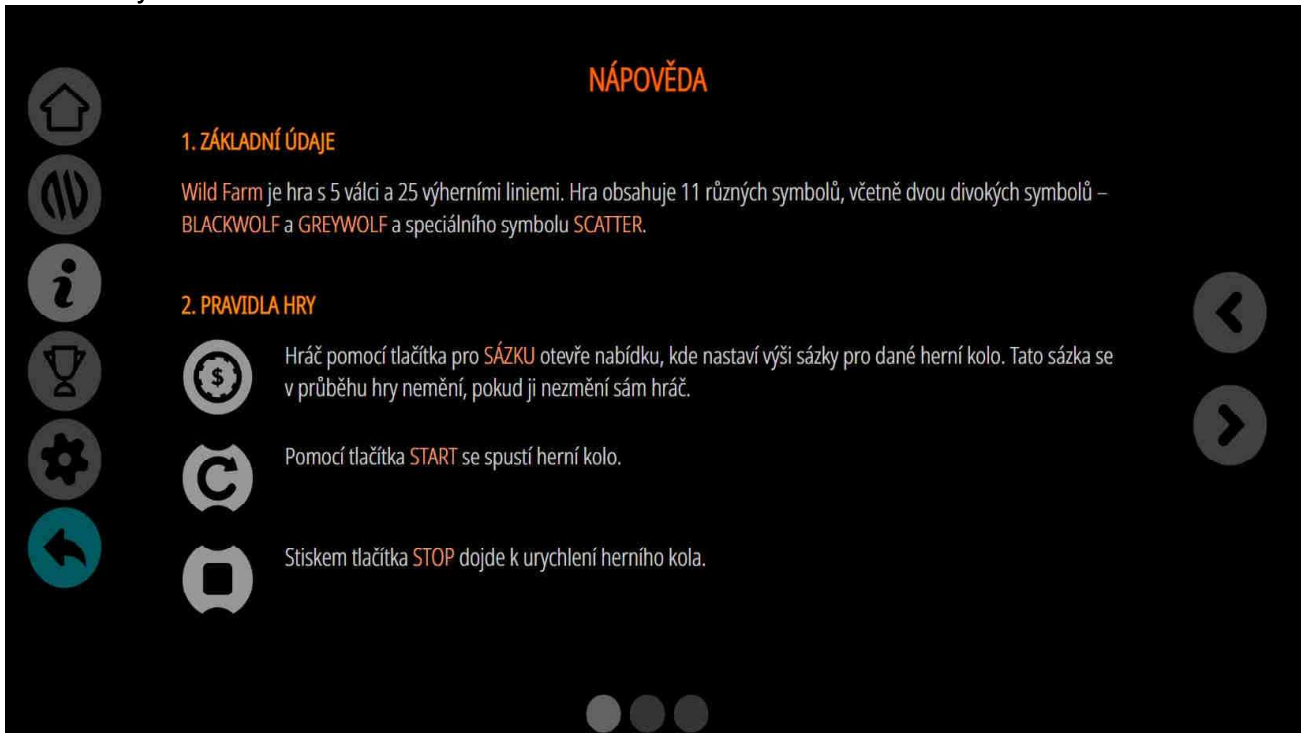 NÁPOVĚDA
1. ZÁKLADNÍ ÚDAJE
Wild Farm je hra s 5 válci a 25 výherními liniemi. Hra obsahuje 11 různých symbolů, včetně dvou divokých symbolů –
BLACKWOLF a GREYWOLF a speciálního symbolu SCATTER.
2. PRAVIDLA HRY
Hráč pomocí tlačítka pro SÁZKU otevře nabídku, kde nastaví výši sázky pro dané herní kolo. Tato sázka se
v průběhu hry nemění, pokud ji nezmění sám hráč.
Pomocí tlačítka START se spustí herní kolo.
Stiskem tlačítka STOP dojde k urychlení herního kola.